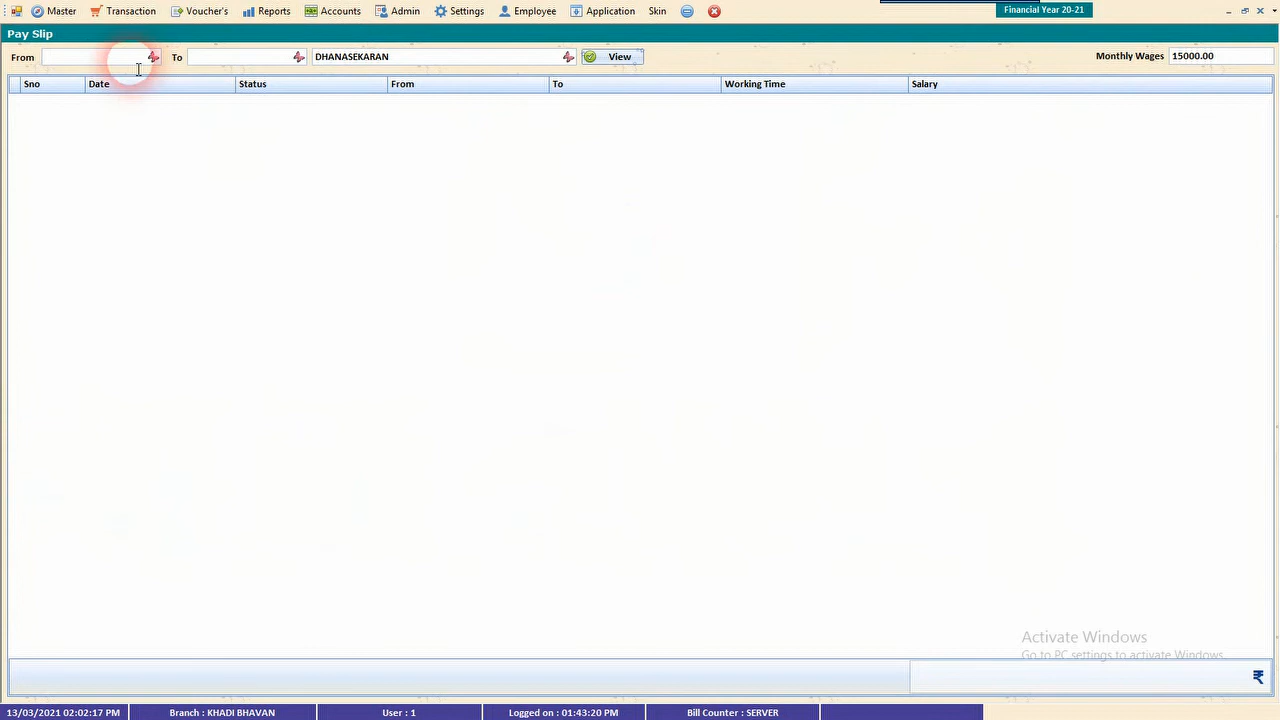 Master Transaction Voucher's Reports Accounts Admin Settings Employee Application Skin Financial Year 20-21
Pay Slip
From To DHANASEKARAN View Monthly Wages 15000.00
Sno Date Status From To Working Time Salary
Activate Windows
Go to PC settings to activate Windows.
₹
13/03/2021 02:02:17 PM Branch : KHADI BHAVAN User : 1 Logged on : 01:43:20 PM Bill Counter : SERVER